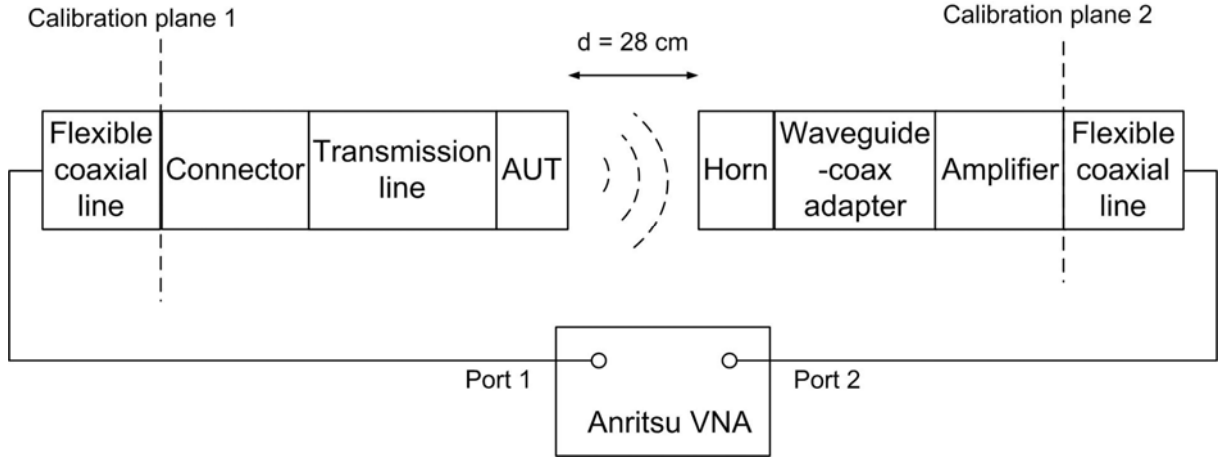 Calibration plane 1
Calibration plane 2
d = 28 cm
Flexible
coaxial
line
Connector
Transmission
line
AUT
Horn
Waveguide
-coax
adapter
Amplifier
Flexible
coaxial
line
Port 1
Port 2
Anritsu VNA